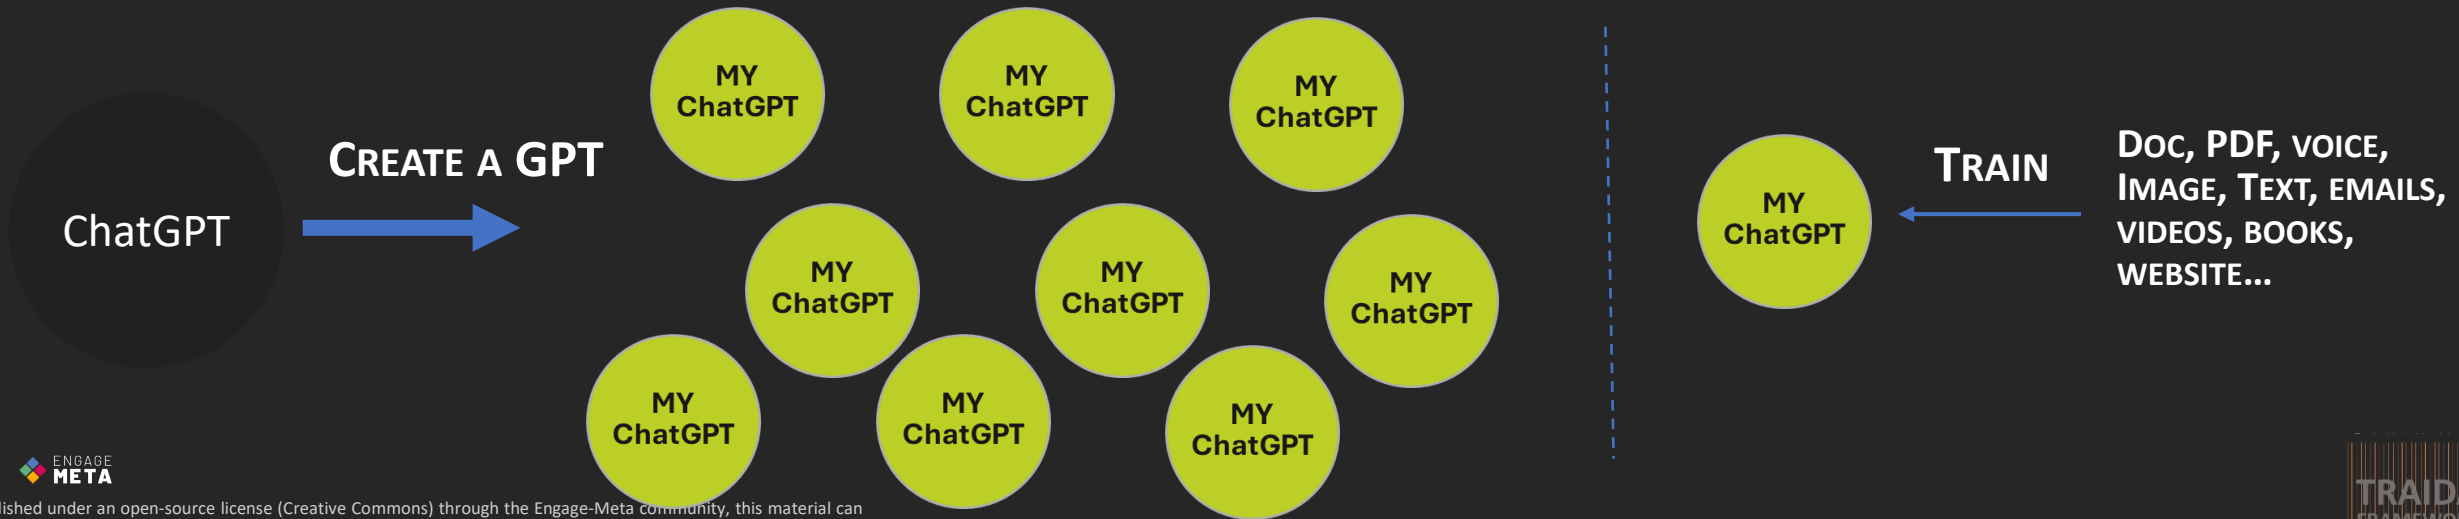 ChatGPT
CREATE A GPT
MY
ChatGPT
MY
ChatGPT
MY
ChatGPT
MY
ChatGPT
MY
ChatGPT
MY
ChatGPT
MY
ChatGPT
MY
ChatGPT
MY
ChatGPT
MY
ChatGPT
TRAIN
DOC, PDF, VOICE,
IMAGE, TEXT, EMAILS,
VIDEOS, BOOKS,
WEBSITE...
ENGAGE
META
under an open-source license (Creative Commons) through the Engage-Meta community, this material can